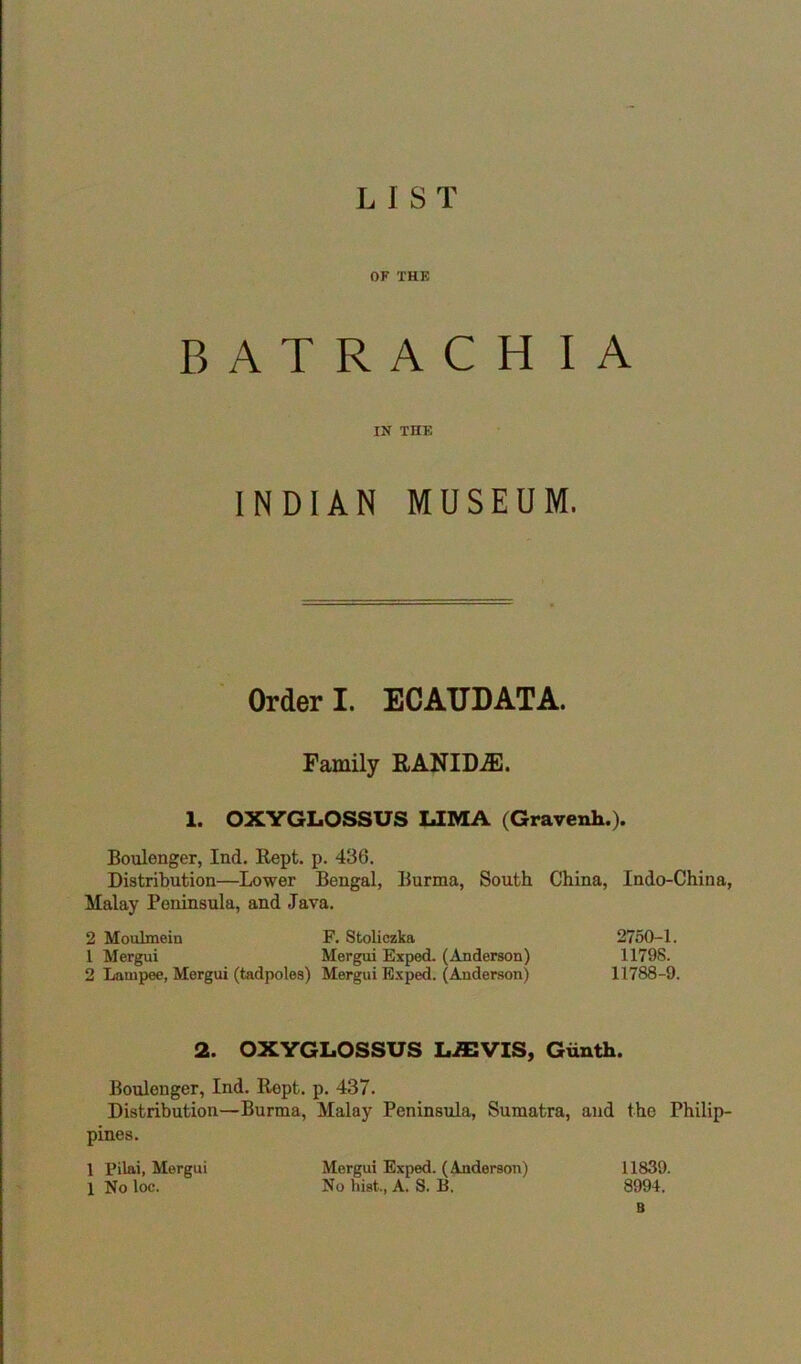 LIST
OF THE
BATRACHIA
IN THE
INDIAN MUSEUM.
Order I. ECAUDATA.
Family RANIDÆ.
1. OXYGLOSSUS LIMA (Gravenh.).
Boulenger, Ind. Rept. p. 436.
Distribution—Lower Bengal, Burma, South China, Indo-China,
Malay Peninsula, and Java.
2 Moulmein F. Stoliczka 2750-1.
1 Mergui Mergui Exped. (Anderson) 11798.
2 Lampee, Mergui (tadpoles) Mergui Exped. (Anderson) 11788-9.
2. OXYGLOSSUS LÆVIS, Günth.
Boulenger, Ind. Rept. p. 437.
Distribution—Burma, Malay Peninsula, Sumatra, and the Philip-
pines.
1 Pilai, Mergui Mergui Exped. (Anderson) 11839.
1 No loc. No hist., A. S. B. 8994.
B